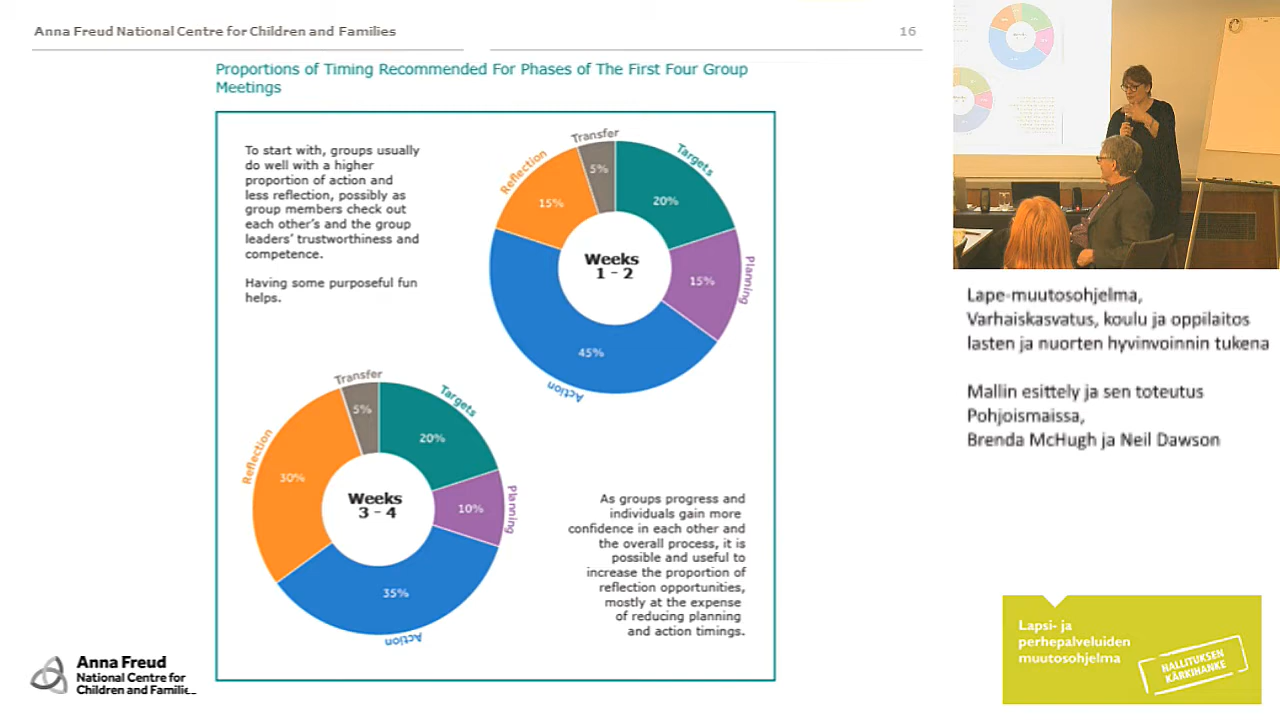 Anna Freud National Centre for Children and Families
16
Proportions of Timing Recommended For Phases of The First Four Group
Meetings
To start with, groups usually
do well with a higher
proportion of action and
less reflection, possibly as
group members check out
each other's and the group
leaders' trustworthiness and
competence.
Having some purposeful fun
helps.
Transfer
5%
Targets
20%
Reflection
15%
Weeks
1 - 2
Planning
15%
45%
Action
Transfer
5%
Targets
20%
Reflection
30%
Weeks
3 - 4
Planning
10%
35%
Action
As groups progress and
individuals gain more
confidence in each other and
the overall process, it is
possible and useful to
increase the proportion of
reflection opportunities,
mostly at the expense
of reducing planning
and action timings.
Anna Freud
National Centre for
Children and Families
Lape-muutosohjelma,
Varhaiskasvatus, koulu ja oppilaitos
lasten ja nuorten hyvinvoinnin tukena
Mallin esittely ja sen toteutus
Pohjoismaissa,
Brenda McHugh ja Neil Dawson
Lapsi- ja
perhepalveluiden
muutosohjelma
HALLITUKSEN
KÄRKIHANKE